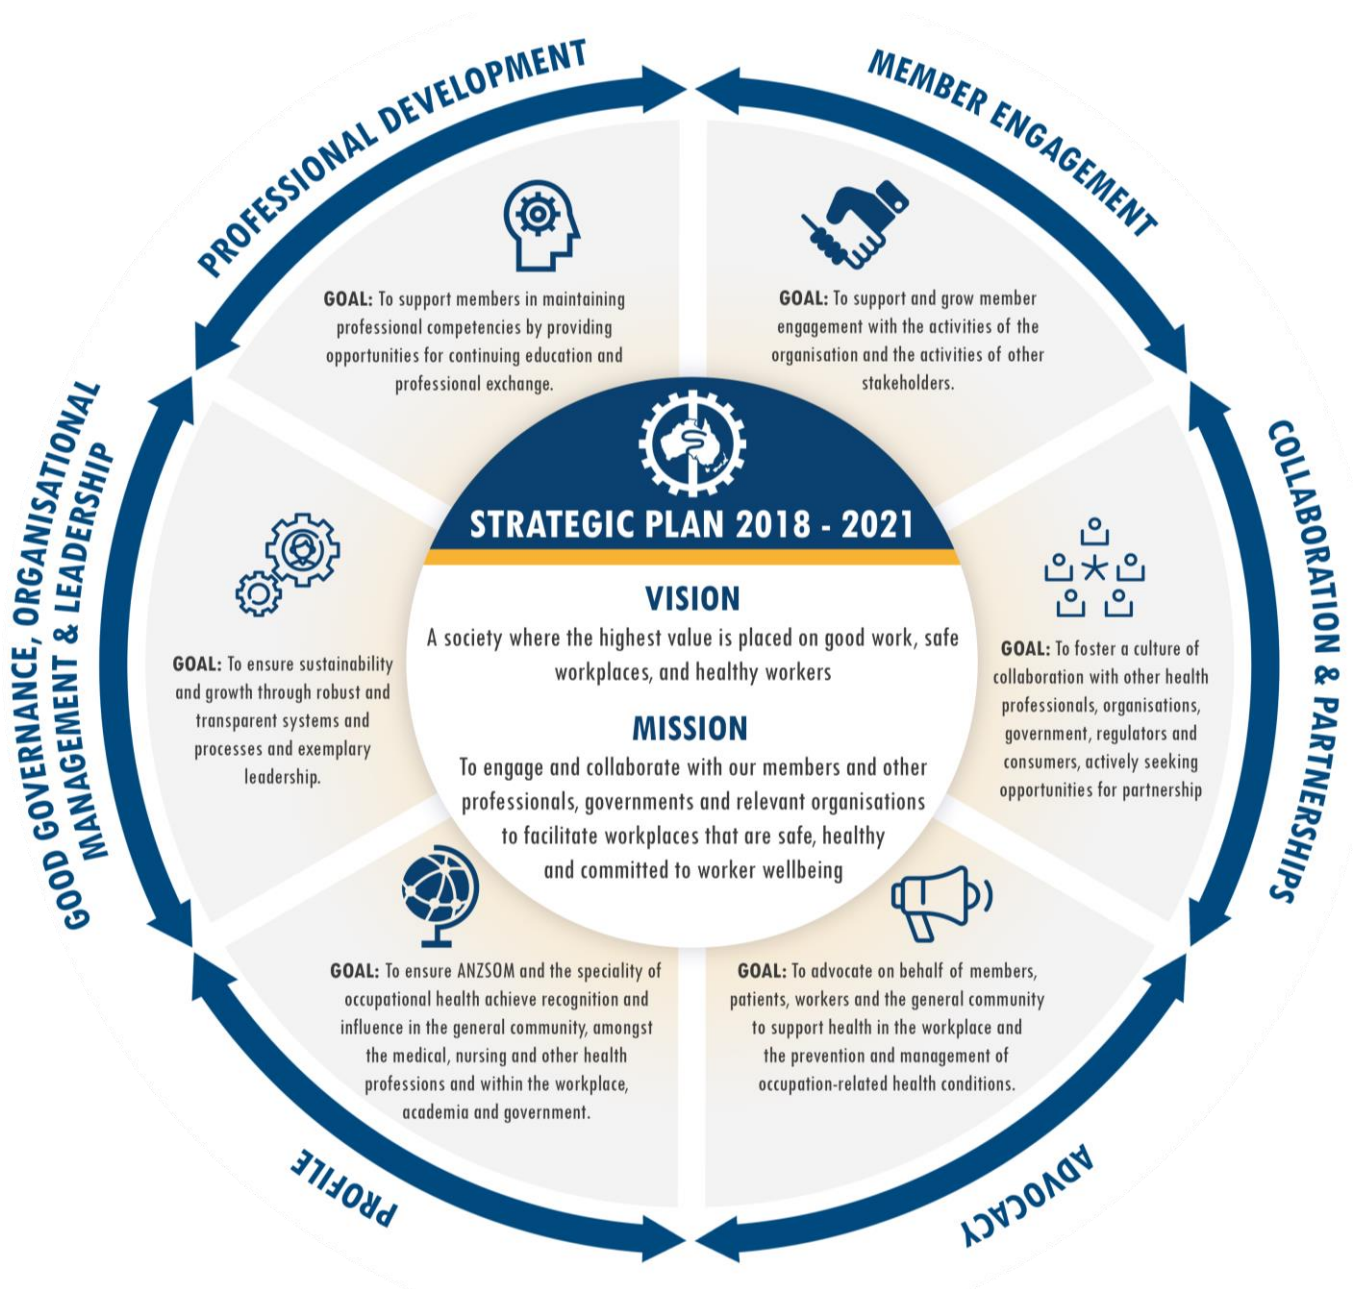 PROFESSIONAL DEVELOPMENT
GOAL: To support members in maintaining
professional competencies by providing
opportunities for continuing education and
professional exchange.
MEMBER ENGAGEMENT
GOAL: To support and grow member
engagement with the activities of the
organisation and the activities of other
stakeholders.
COLLABORATION & PARTNERSHIPS
GOAL: To foster a culture of
collaboration with other health
professionals, organisations,
government, regulators and
consumers, actively seeking
opportunities for partnership
ADVOCACY
GOAL: To advocate on behalf of members,
patients, workers and the general community
to support health in the workplace and
the prevention and management of
occupation-related health conditions.
PROFILE
GOAL: To ensure ANZSOM and the speciality of
occupational health achieve recognition and
influence in the general community, amongst
the medical, nursing and other health
professions and within the workplace,
academia and government.
GOOD GOVERNANCE, ORGANISATIONAL
MANAGEMENT & LEADERSHIP
GOAL: To ensure sustainability
and growth through robust and
transparent systems and
processes and exemplary
leadership.
STRATEGIC PLAN 2018 - 2021
VISION
A society where the highest value is placed on good work, safe
workplaces, and healthy workers
MISSION
To engage and collaborate with our members and other
professionals, governments and relevant organisations
to facilitate workplaces that are safe, healthy
and committed to worker wellbeing